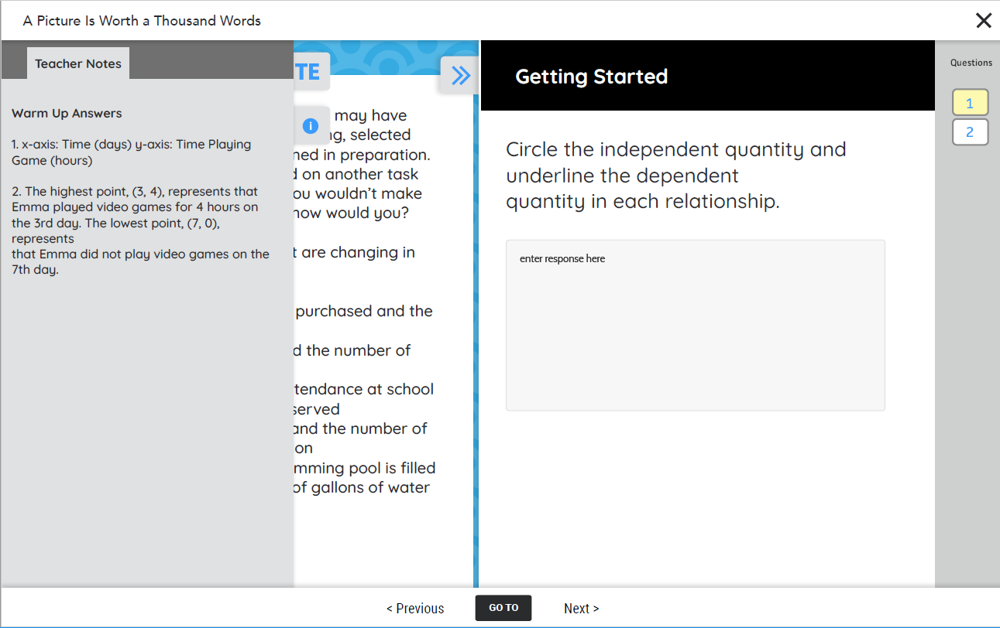 A Picture Is Worth a Thousand Words
Teacher Notes
Warm Up Answers
1. x-axis: Time (days) y-axis: Time Playing
Game (hours)
2. The highest point, (3, 4), represents that
Emma played video games for 4 hours on
the 3rd day. The lowest point, (7, 0),
represents
that Emma did not play video games on the
7th day.
TE
i
may have
selected
in preparation.
on another task
wouldn't make
how would you?
are changing in
purchased and the
the number of
at school
served
and the number of
on
pool is filled
of gallons of water
Getting Started
Circle the independent quantity and
underline the dependent
quantity in each relationship.
enter response here
Questions
1
2
< Previous
GO TO
Next >